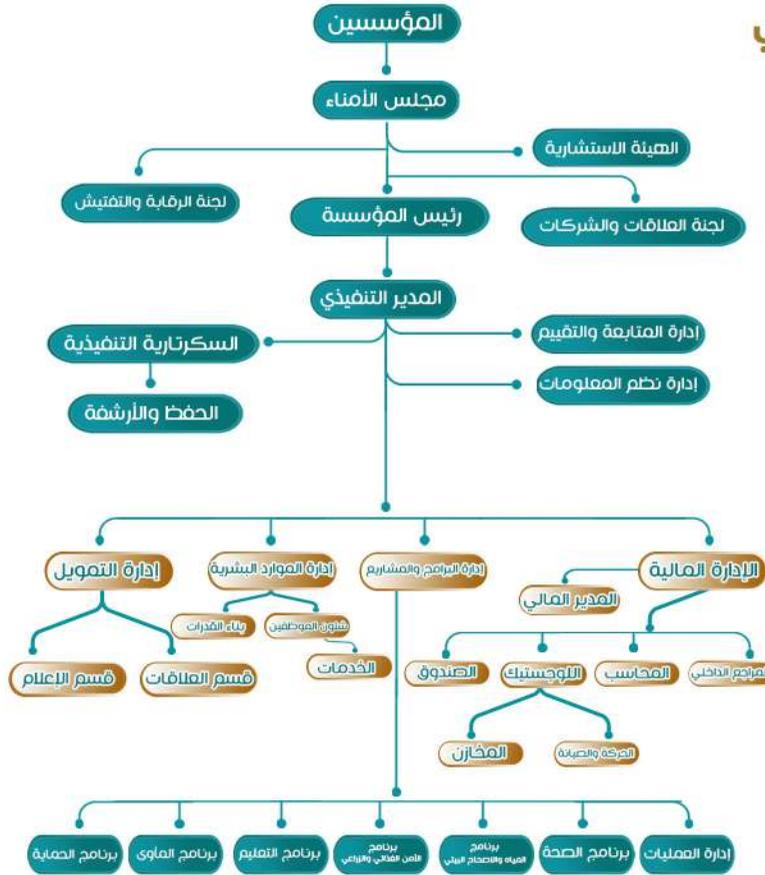 المؤسسين
مجلس الأمناء
الهيئة الاستشارية
لجنة الرقابة والتفتيش
رئيس المؤسسة
لجنة العلاقات والشركات
المدير التنفيذي
إدارة المتابعة والتقييم
السكرتارية التنفيذية
إدارة نظم المعلومات
الحفظ والأرشفة
الإدارة المالية
إدارة البرامج والمشاريع
إدارة الموارد البشرية
إدارة التمويل
المدير المالي
شئون الموظفين
بناء القدرات
الخدمات
قسم العلاقات
قسم الإعلام
المراجع الداخلي
المحاسب
اللوجستيك
الصندوق
الحركة والصيانة
المخازن
إدارة العمليات
برنامج الصحة
برنامج
المياه والاصحاح البيئي
برنامج
الأمن الغذائي والزراعي
برنامج التعليم
برنامج المأوى
برنامج الحماية